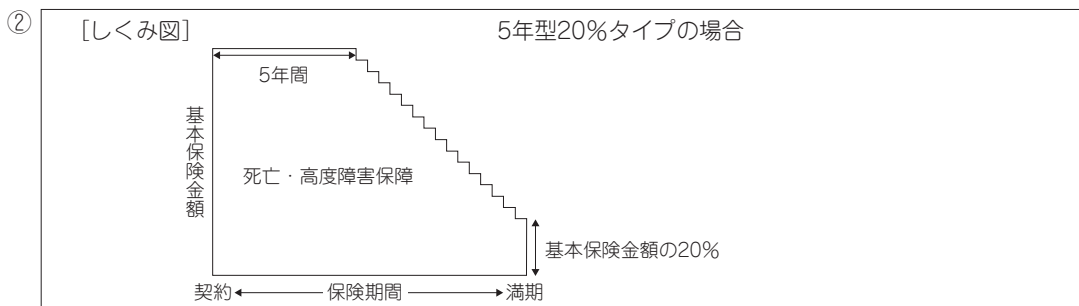 ②
[しくみ図]
5年型20%タイプの場合
5年間
基本保険金額
死亡・高度障害保障
基本保険金額の20%
契約
保険期間
満期